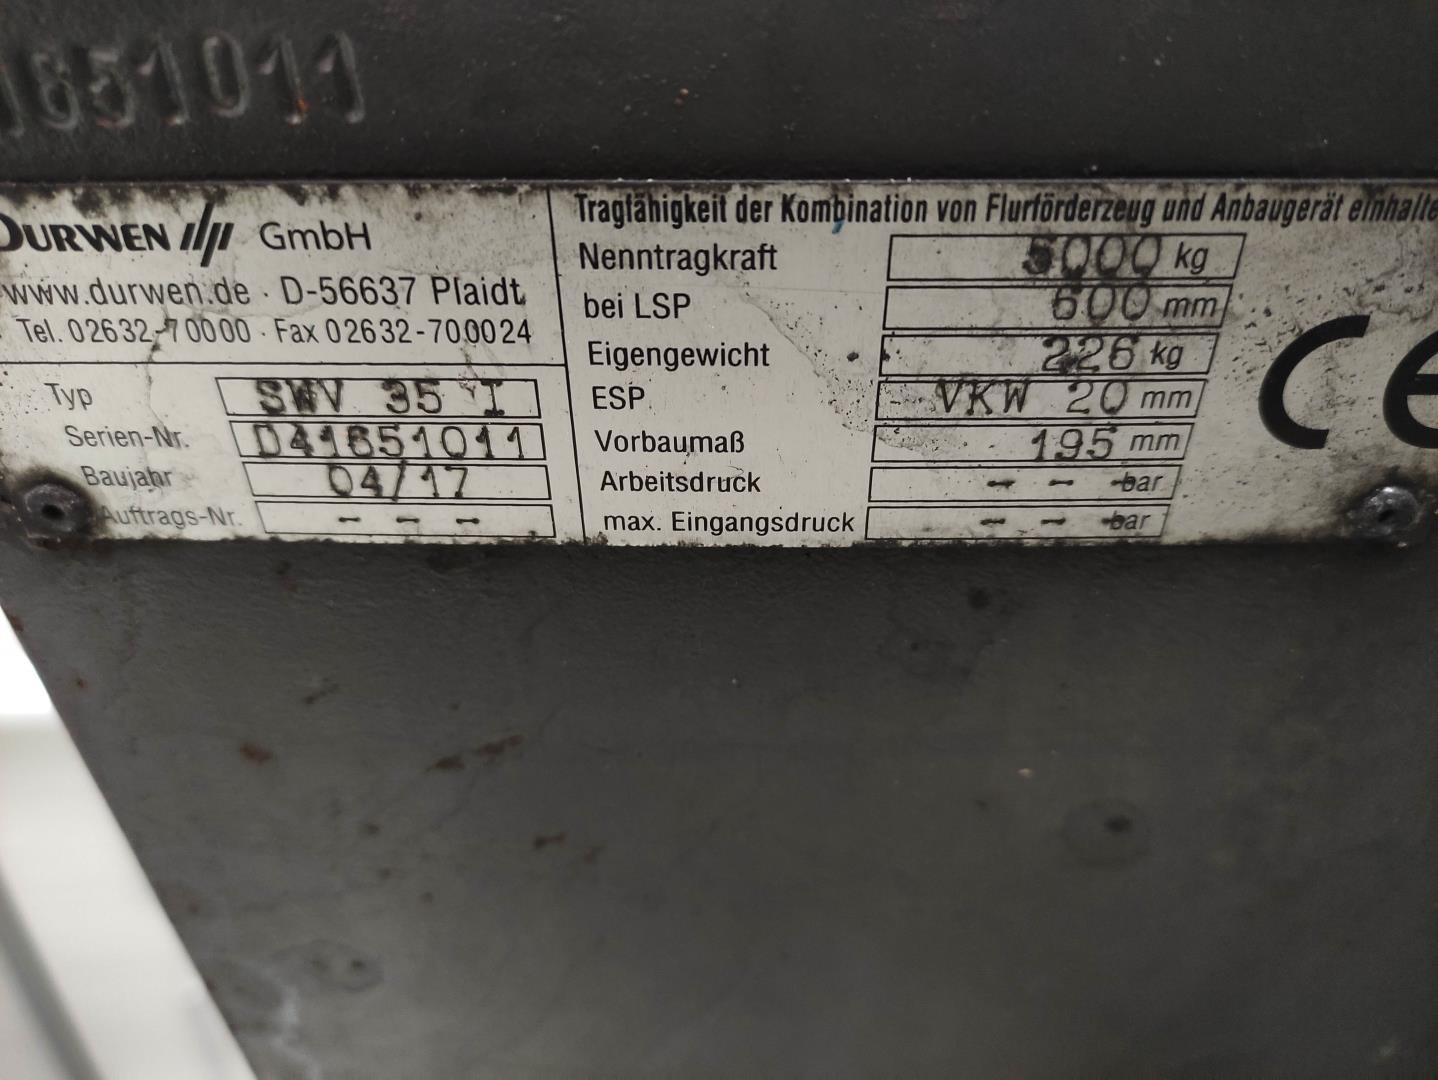 1651011
DURWEN GmbH
www.durwen.de · D-56637 Plaidt
Tel. 02632-70000 · Fax 02632-700024
Typ SWV 35 I
Serien-Nr. D41651011
Baujahr 04/17
Auftrags-Nr. - - -
Tragfähigkeit der Kombination von Flurförderzeug und Anbaugerät einhalte
Nenntragkraft 5000 kg
bei LSP 600 mm
Eigengewicht 226 kg
ESP VKW 20 mm
Vorbaumaß 195 mm
Arbeitsdruck - - - bar
max. Eingangsdruck - - - bar
CE